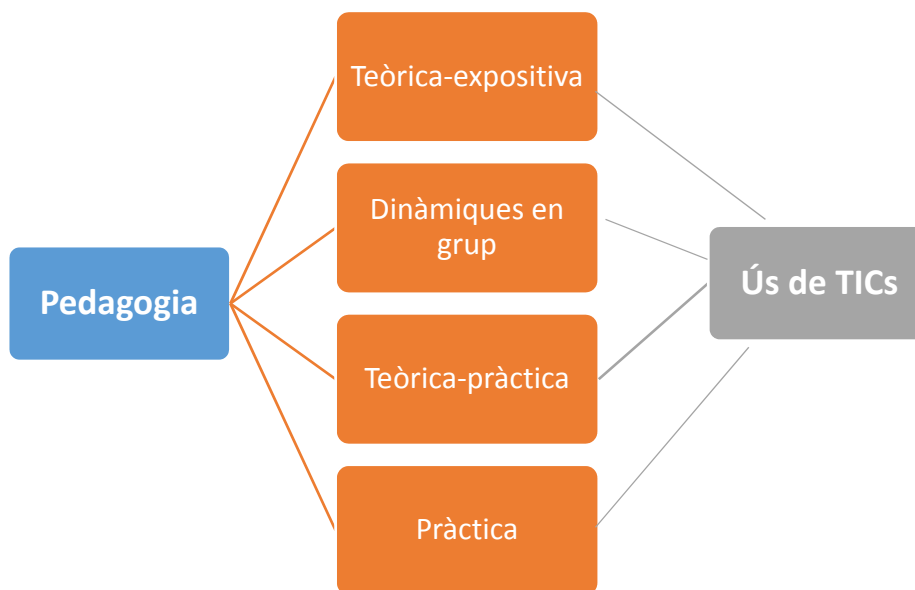 Pedagogia
Teòrica-expositiva
Dinàmiques en
grup
Teòrica-pràctica
Pràctica
Ús de TICs